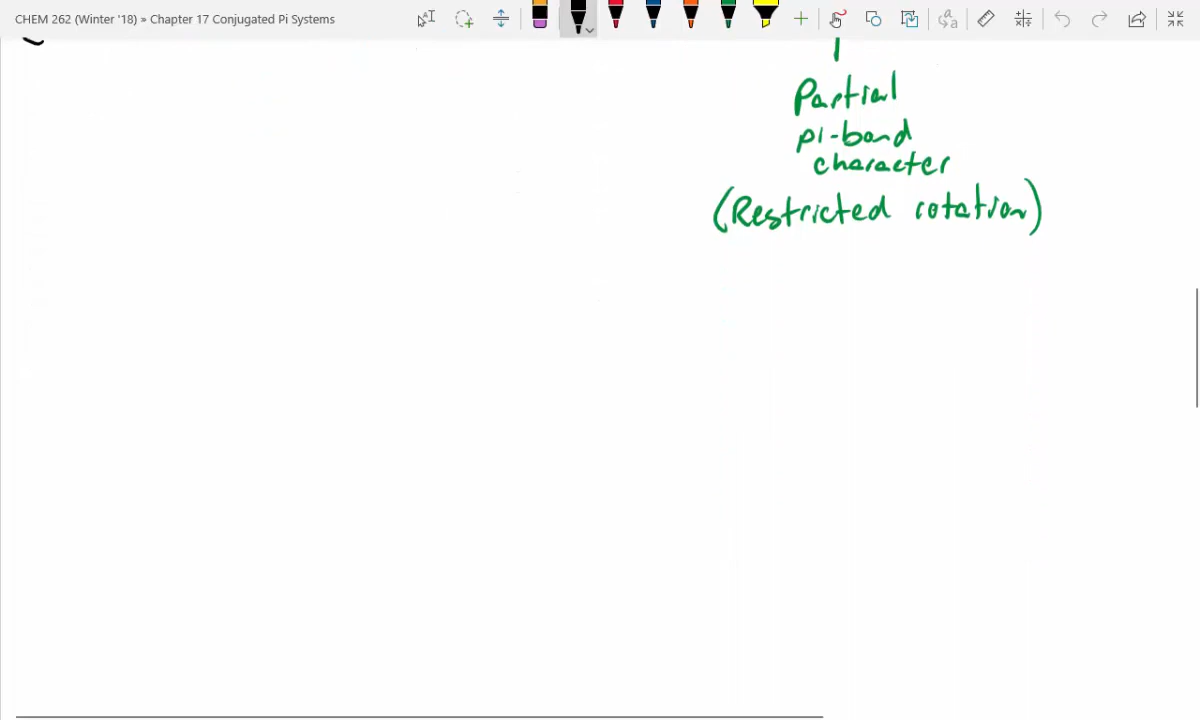 CHEM 262 (Winter '18) » Chapter 17 Conjugated Pi Systems
Partial
pi-bond
character
(Restricted rotation)